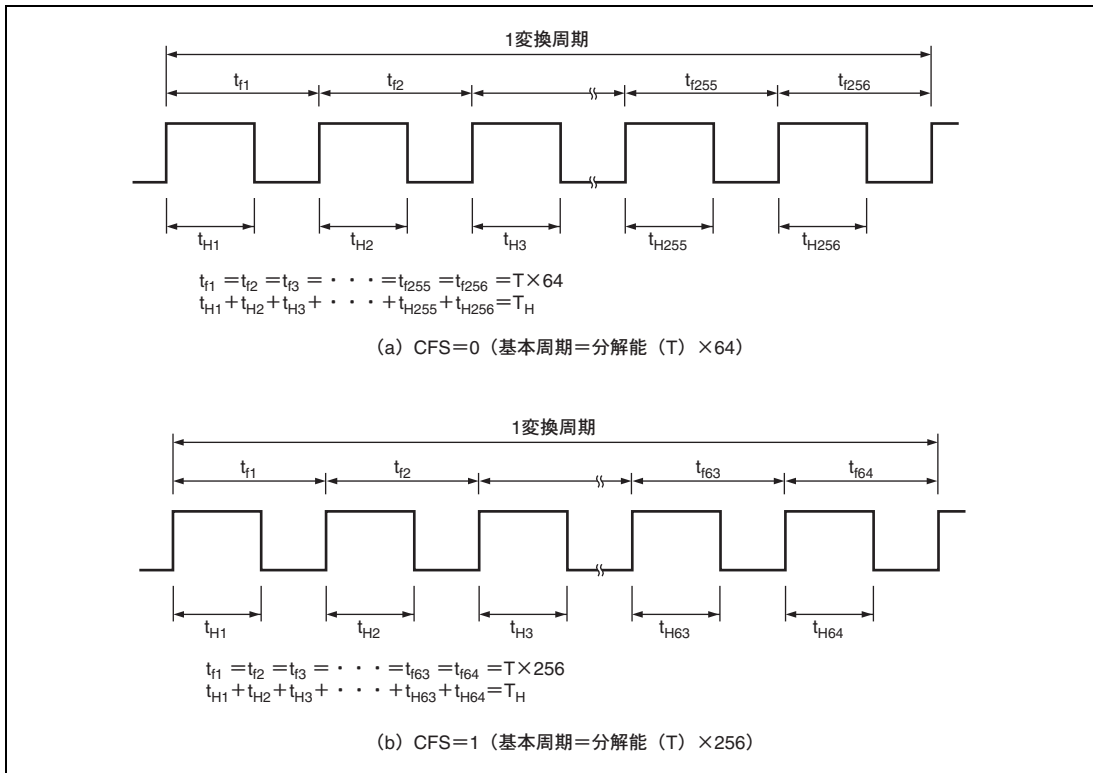 1変換周期
tf1 tf2 tf255 tf256
tH1 tH2 tH3 tH255 tH256
tf1＝tf2＝tf3＝・・・＝tf255＝tf256＝T×64
tH1＋tH2＋tH3＋・・・＋tH255＋tH256＝TH
（a）CFS＝0（基本周期＝分解能（T）×64）
1変換周期
tf1 tf2 tf63 tf64
tH1 tH2 tH3 tH63 tH64
tf1＝tf2＝tf3＝・・・＝tf63＝tf64＝T×256
tH1＋tH2＋tH3＋・・・＋tH63＋tH64＝TH
（b）CFS＝1（基本周期＝分解能（T）×256）